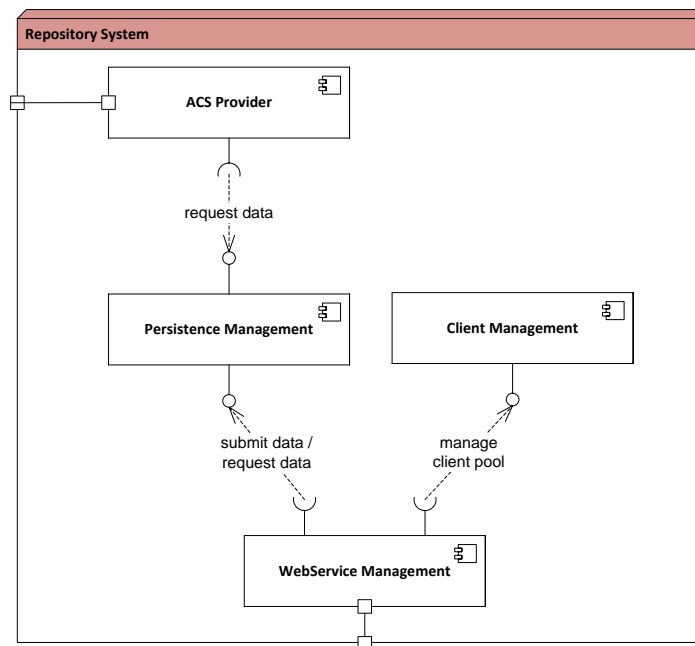 Repository System
ACS Provider
request data
Persistence Management
Client Management
submit data /
request data
manage
client pool
WebService Management